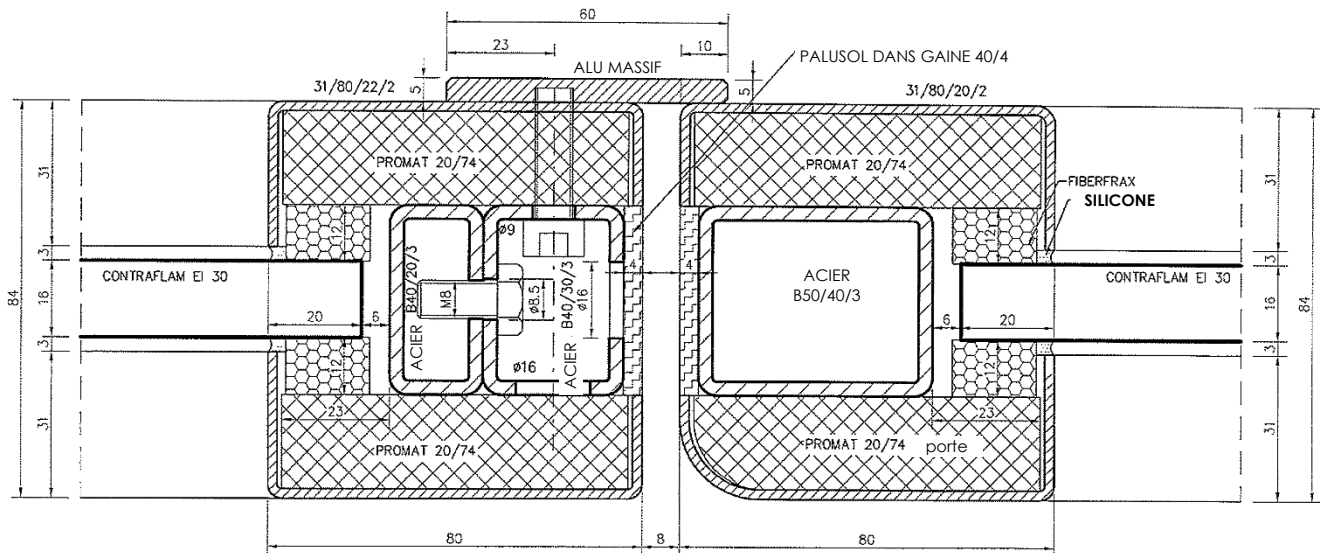 60
23
10
PALUSOL DANS GAINE 40/4
ALU MASSIF
31/80/22/2
5
5
31/80/20/2
PROMAT 20/74
PROMAT 20/74
FIBERFRAX
SILICONE
31
31
12
12
Ø9
3
3
CONTRAFLAM EI 30
B40/20/3
ACIER
M8
Ø8.5
B40/30/3
ACIER
Ø16
4
4
ACIER
B50/40/3
CONTRAFLAM EI 30
84
16
16
84
20
6
6
20
3
3
12
Ø16
12
23
23
31
31
PROMAT 20/74
PROMAT 20/74 porte
80
8
80